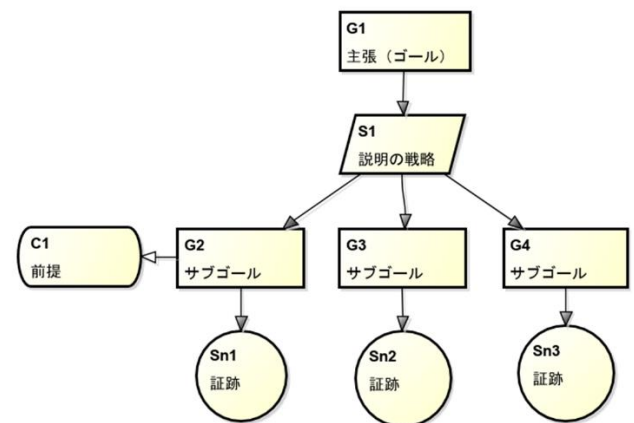 G1
主張（ゴール）
S1
説明の戦略
C1
前提
G2
サブゴール
G3
サブゴール
G4
サブゴール
Sn1
証跡
Sn2
証跡
Sn3
証跡